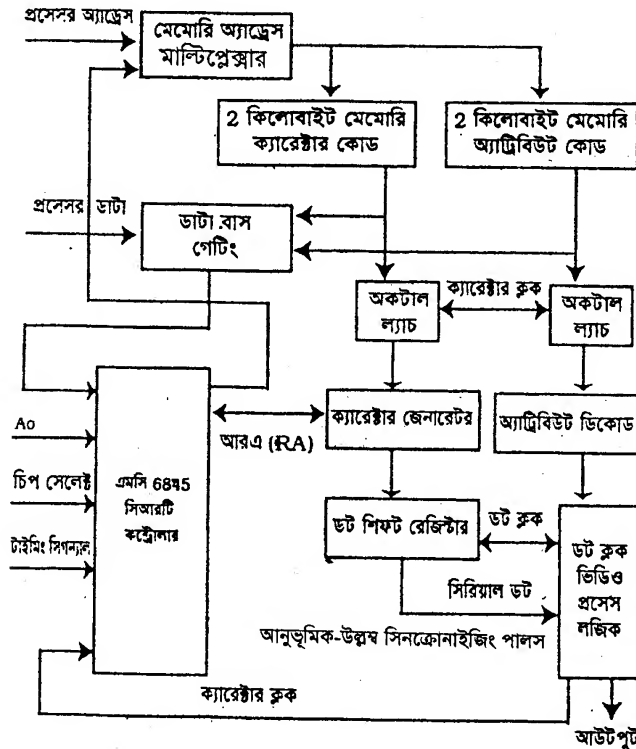 প্রসেসর অ্যাড্রেস
মেমোরি অ্যাড্রেস
মাল্টিপ্লেক্সার
2 কিলোবাইট মেমোরি
ক্যারেক্টার কোড
2 কিলোবাইট মেমোরি
অ্যাট্রিবিউট কোড
প্রসেসর ডাটা
ডাটা বাস
গেটিং
অকটাল
ল্যাচ
ক্যারেক্টার ক্লক
অকটাল
ল্যাচ
A0
চিপ সেলেক্ট
টাইমিং সিগন্যাল
এমসি 6845
সিআরটি
কন্ট্রোলার
আরএ (RA)
ক্যারেক্টার জেনারেটর
অ্যাট্রিবিউট ডিকোড
ডট শিফট রেজিস্টার
ডট ক্লক
ডট ক্লক
ভিডিও
প্রসেস
লজিক
সিরিয়াল ডট
আনুভূমিক-উল্লম্ব সিনক্রোনাইজিং পালস
ক্যারেক্টার ক্লক
আউটপুট